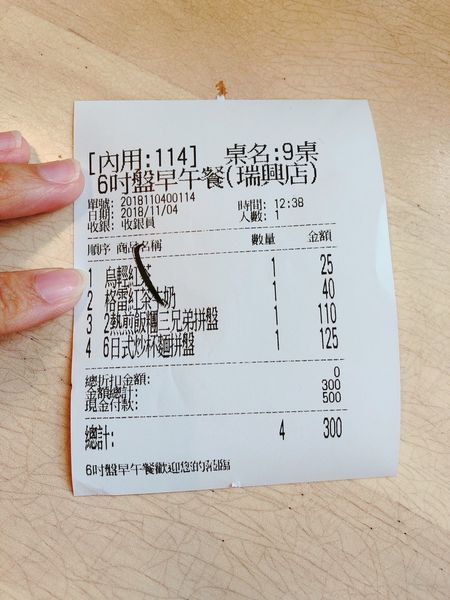 [內用:114] 桌名:9桌
6吋盤早午餐(瑞興店)
單號: 2018110400114
日期: 2018/11/04 時間: 12:38
收銀: 收銀員 人數: 1
順序 商品名稱 數量 金額
1 烏輕紅茶 1 25
2 格雷紅茶牛奶 1 40
3 2熱煎飯糰三兄弟拼盤 1 110
4 6日式炒杯麵拼盤 1 125
總折扣金額: 0
金額總計: 300
現金付款: 500
總計: 4 300
6吋盤早午餐歡迎您的